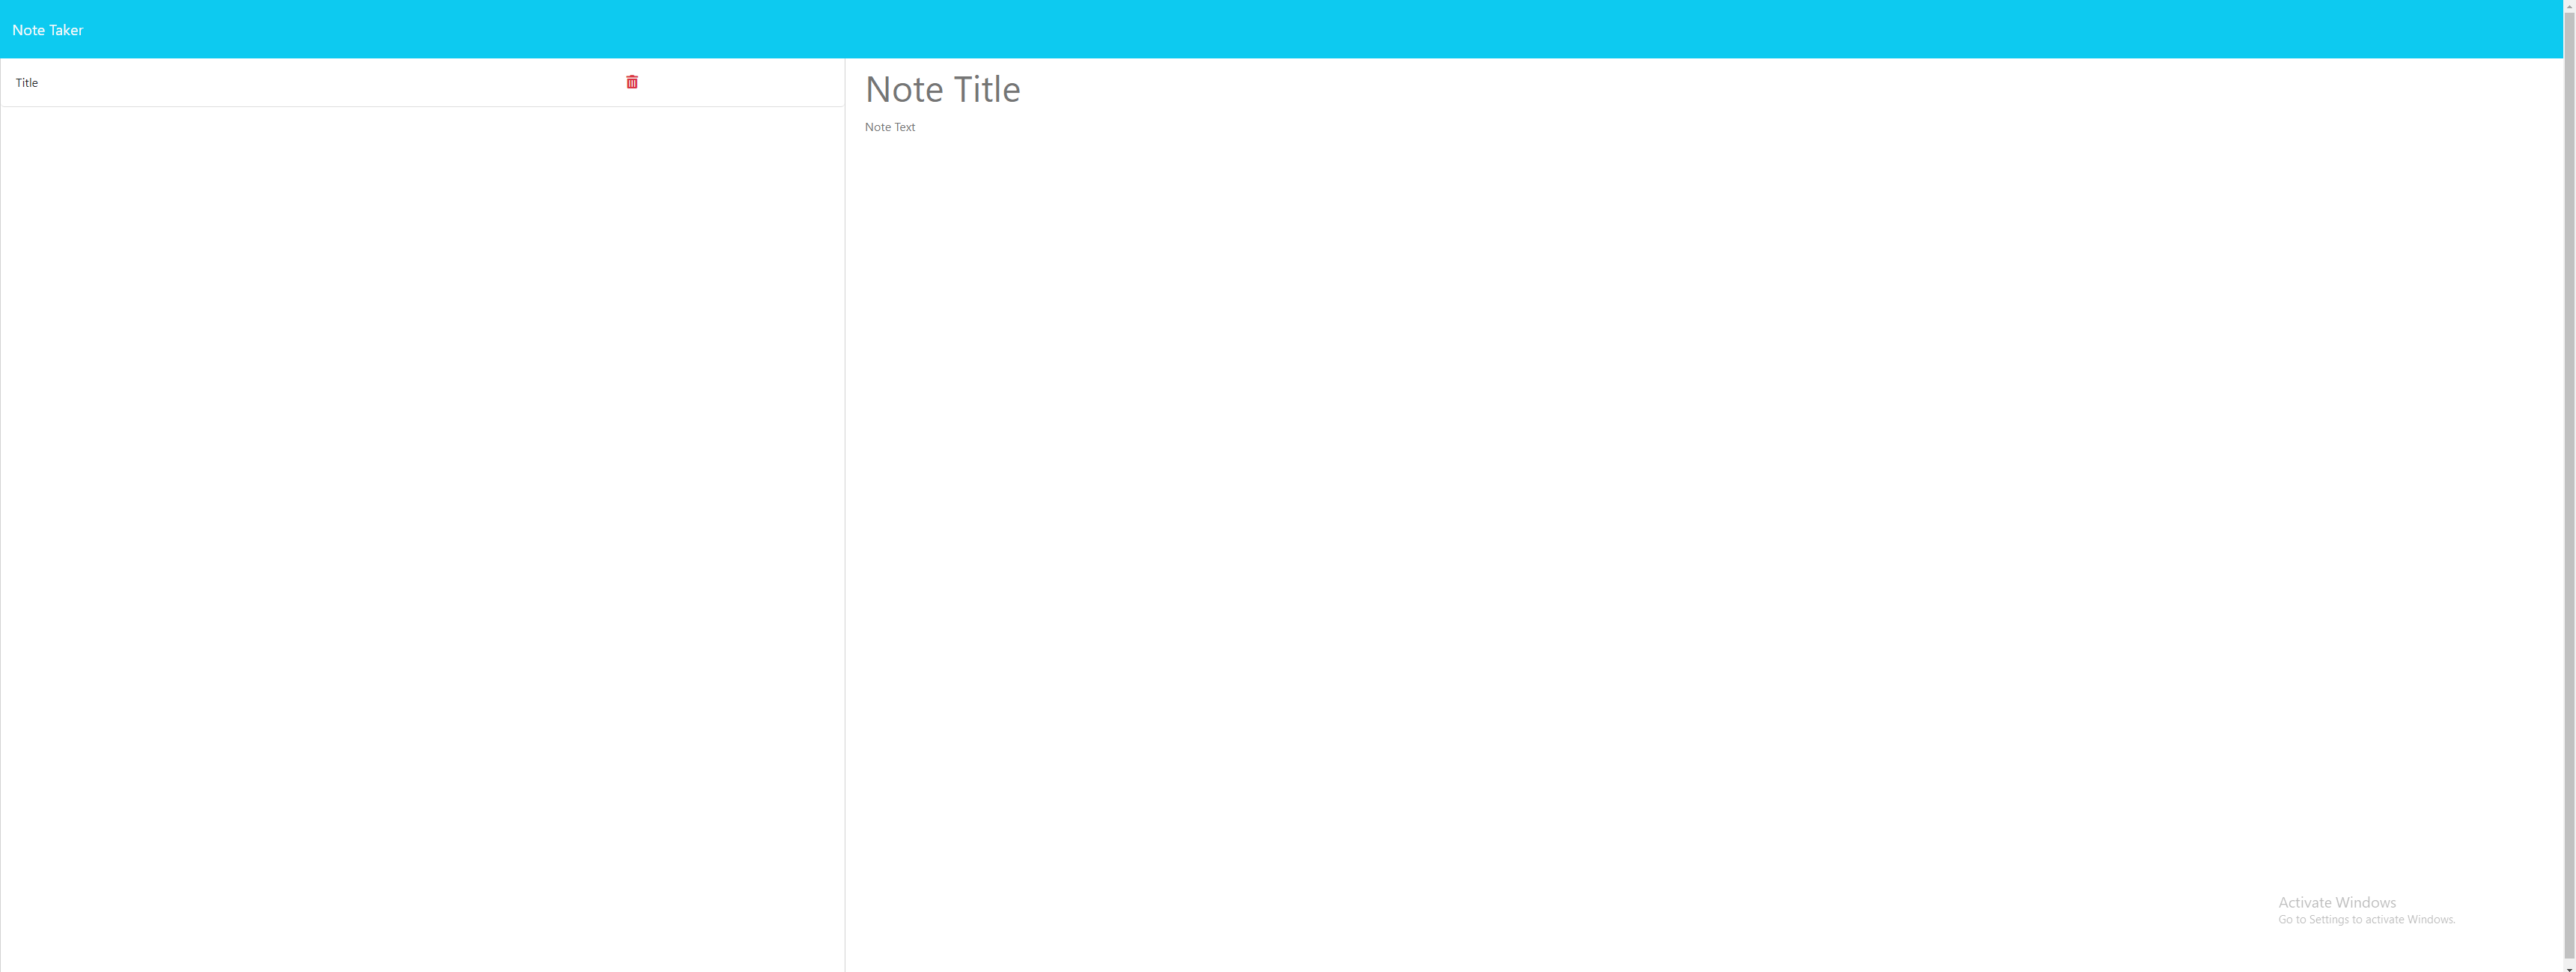 Note Taker
Title
Note Title
Note Text
Activate Windows
Go to Settings to activate Windows.